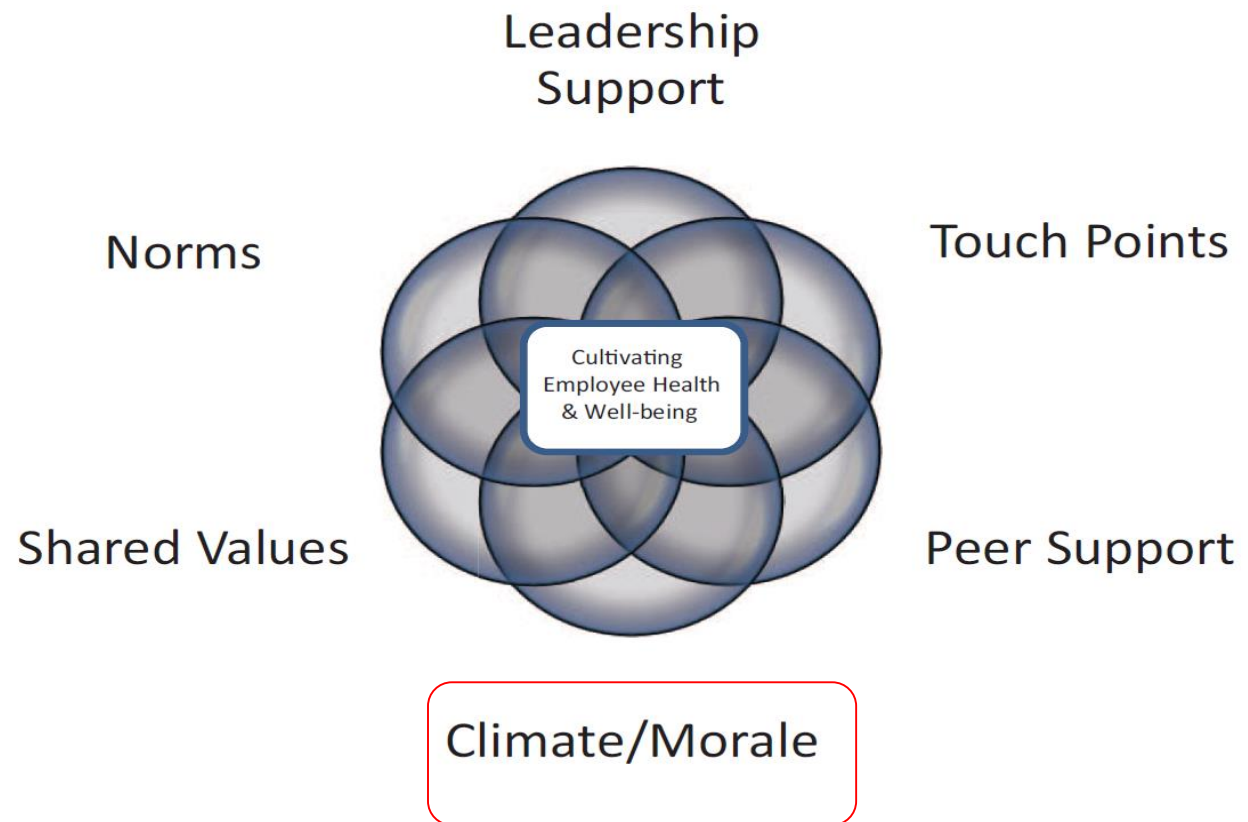 Leadership
Support
Norms
Touch Points
Cultivating
Employee Health
& Well-being
Shared Values
Peer Support
Climate/Morale